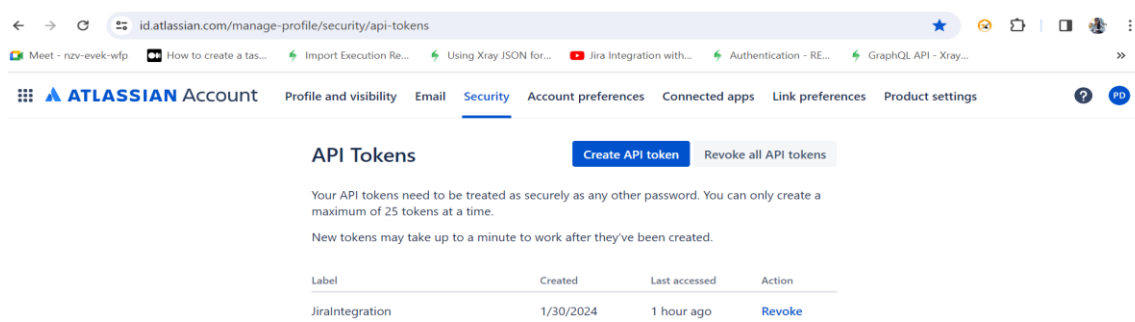 id.atlassian.com/manage-profile/security/api-tokens
Meet - nzv-evek-wfp How to create a tas... Import Execution Re... Using Xray JSON for... Jira Integration with... Authentication - RE... GraphQL API - Xray... »
ATLASSIAN Account Profile and visibility Email Security Account preferences Connected apps Link preferences Product settings ? PD
API Tokens Create API token Revoke all API tokens
Your API tokens need to be treated as securely as any other password. You can only create a
maximum of 25 tokens at a time.
New tokens may take up to a minute to work after they've been created.
Label Created Last accessed Action
JiraIntegration 1/30/2024 1 hour ago Revoke